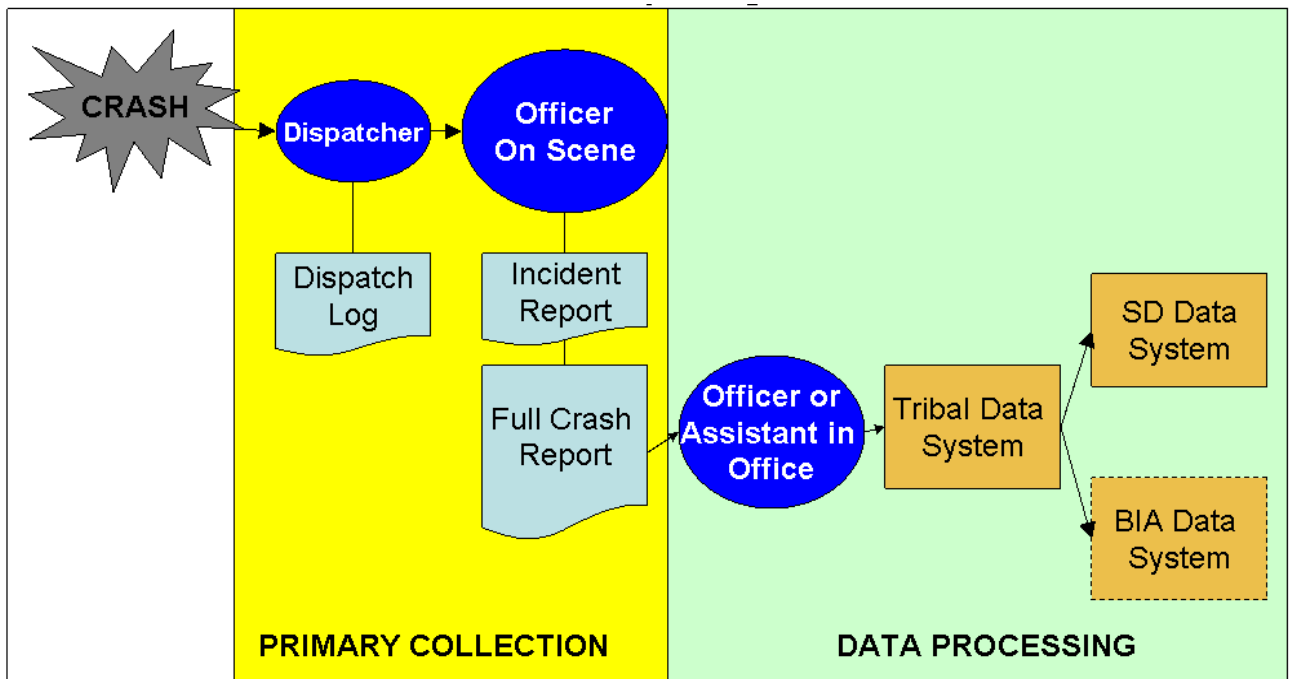 CRASH
Dispatcher
Officer
On Scene
Dispatch
Log
Incident
Report
Full Crash
Report
Officer or
Assistant in
Office
Tribal Data
System
SD Data
System
BIA Data
System
PRIMARY COLLECTION
DATA PROCESSING